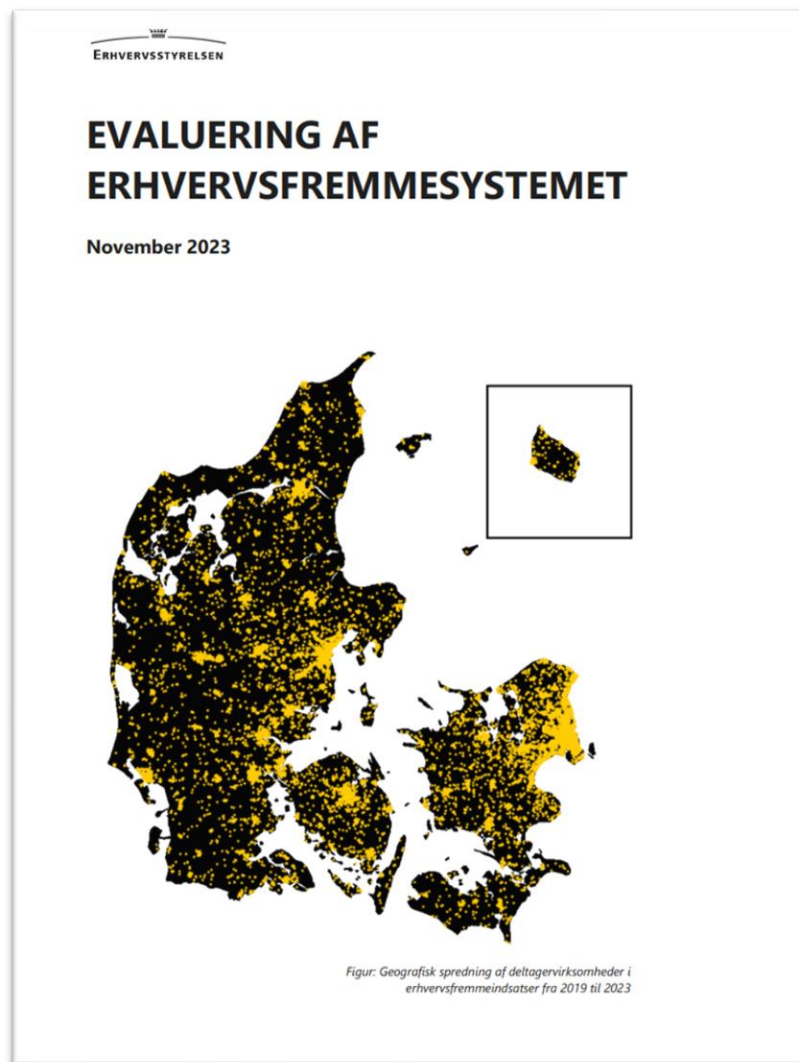 ERHVERVSSTYRELSEN
EVALUERING AF
ERHVERVSFREMMESYSTEMET
November 2023
Figur: Geografisk spredning af deltagervirksomheder i
erhvervsfremmeindsatser fra 2019 til 2023